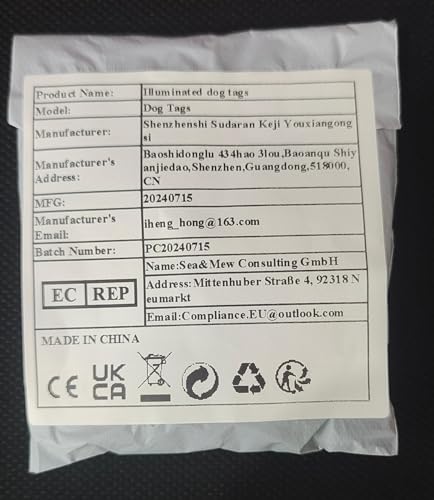 Product Name: Illuminated dog tags
Model: Dog Tags
Manufacturer: Shenzhenshi Sudaran Keji Youxiangong
si
Manufacturer's Address: Baoshidonglu 434hao 3lou,Baoanqu Shiy
anjiedao,Shenzhen,Guangdong,518000,
CN
MFG: 20240715
Manufacturer's Email: iheng_hong@163.com
Batch Number: PC20240715
EC REP
Name:Sea&Mew Consulting GmbH
Address: Mittenhuber Straße 4, 92318 N
eumarkt
Email:Compliance.EU@outlook.com
MADE IN CHINA
CE UK
CA